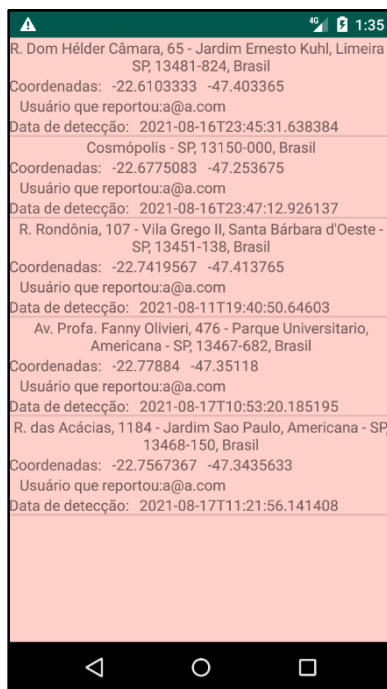 4G 1:35
R. Dom Hélder Câmara, 65 - Jardim Ernesto Kuhl, Limeira
SP, 13481-824, Brasil
Coordenadas: -22.6103333 -47.403365
Usuário que reportou:a@a.com
Data de detecção: 2021-08-16T23:45:31.638384
Cosmópolis - SP, 13150-000, Brasil
Coordenadas: -22.6775083 -47.253675
Usuário que reportou:a@a.com
Data de detecção: 2021-08-16T23:47:12.926137
R. Rondônia, 107 - Vila Grego II, Santa Bárbara d'Oeste -
SP, 13451-138, Brasil
Coordenadas: -22.7419567 -47.413765
Usuário que reportou:a@a.com
Data de detecção: 2021-08-11T19:40:50.64603
Av. Profa. Fanny Olivieri, 476 - Parque Universitario,
Americana - SP, 13467-682, Brasil
Coordenadas: -22.77884 -47.35118
Usuário que reportou:a@a.com
Data de detecção: 2021-08-17T10:53:20.185195
R. das Acácias, 1184 - Jardim Sao Paulo, Americana - SP,
13468-150, Brasil
Coordenadas: -22.7567367 -47.3435633
Usuário que reportou:a@a.com
Data de detecção: 2021-08-17T11:21:56.141408